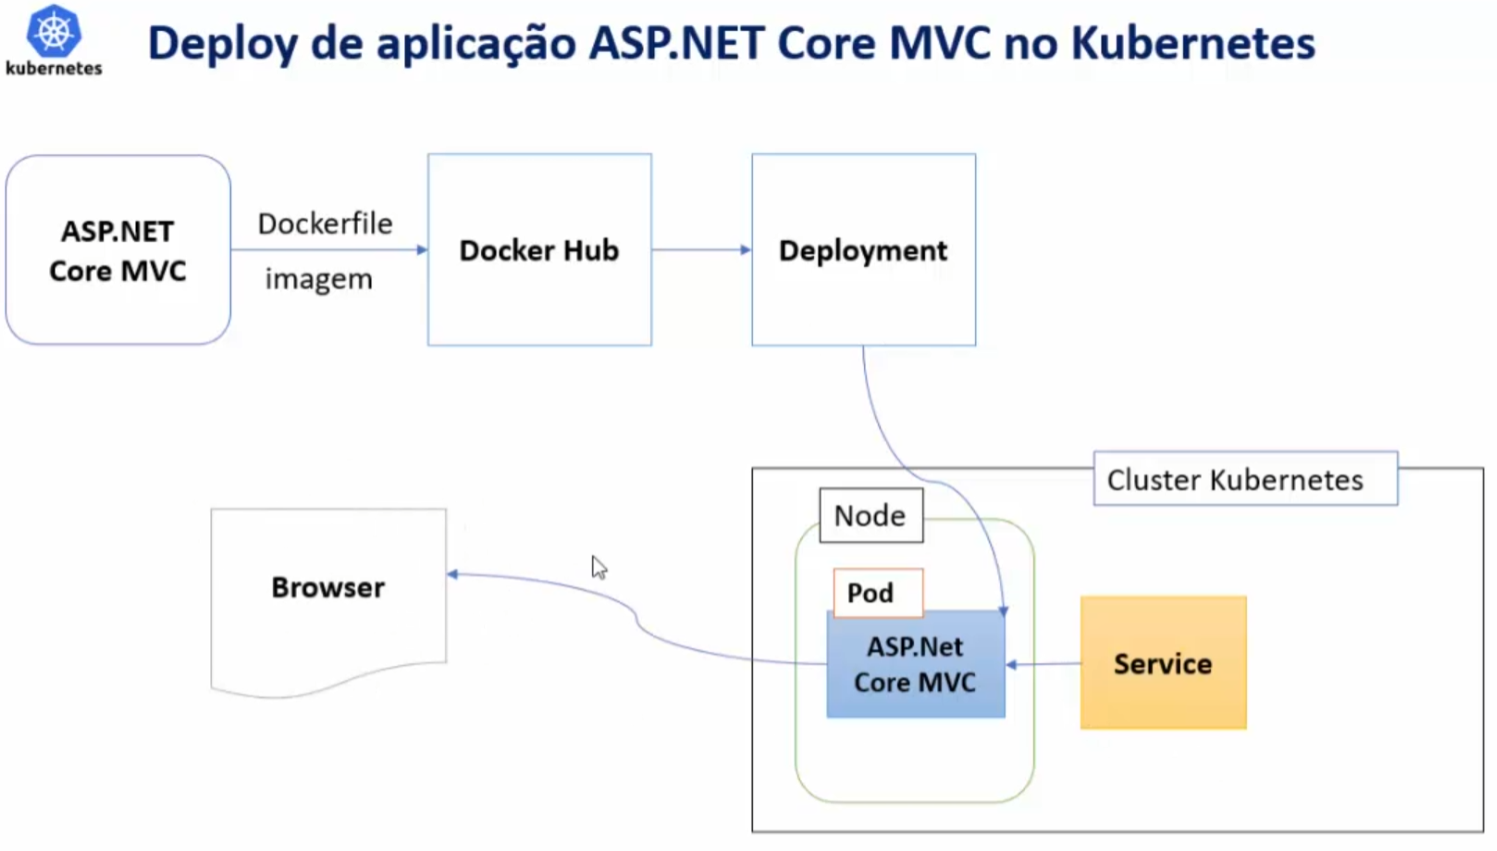 kubernetes
Deploy de aplicação ASP.NET Core MVC no Kubernetes
ASP.NET
Core MVC
Dockerfile
imagem
Docker Hub
Deployment
Cluster Kubernetes
Node
Browser
Pod
ASP.Net
Core MVC
Service